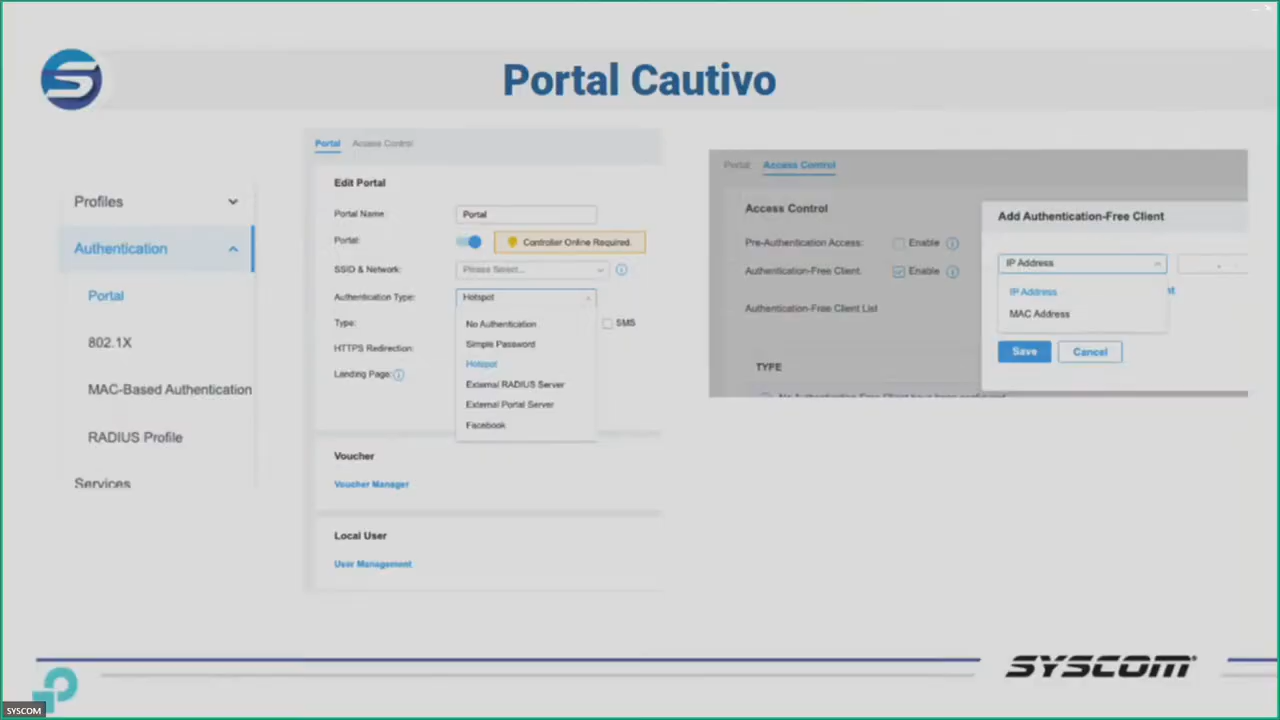 Portal Cautivo
Profiles
Authentication
Portal
802.1X
MAC-Based Authentication
RADIUS Profile
Services
Portal Access Control
Edit Portal
Portal Name: Portal
Portal: Controller Online Required.
SSID & Network: Please Select...
Authentication Type: Hotspot
No Authentication
Type: SMS
Simple Password
HTTPS Redirection:
Hotspot
Landing Page:
External RADIUS Server
External Portal Server
Facebook
Voucher
Voucher Manager
Local User
User Management
Portal Access Control
Access Control
Pre-Authentication Access: Enable
Authentication-Free Client: Enable
Authentication-Free Client List
TYPE
Add Authentication-Free Client
IP Address
IP Address
MAC Address
Save Cancel
SYSCOM
SYSCOM